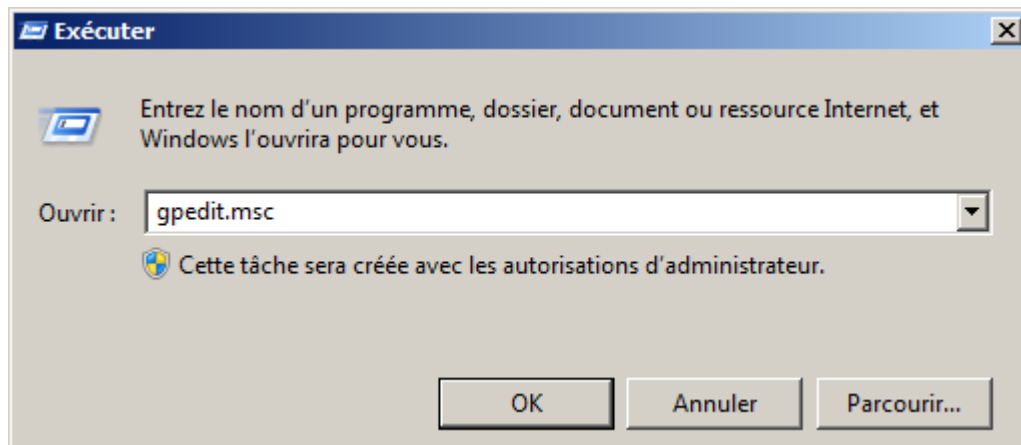 Exécuter
Entrez le nom d'un programme, dossier, document ou ressource Internet, et
Windows l'ouvrira pour vous.
Ouvrir : gpedit.msc
Cette tâche sera créée avec les autorisations d'administrateur.
OK Annuler Parcourir...